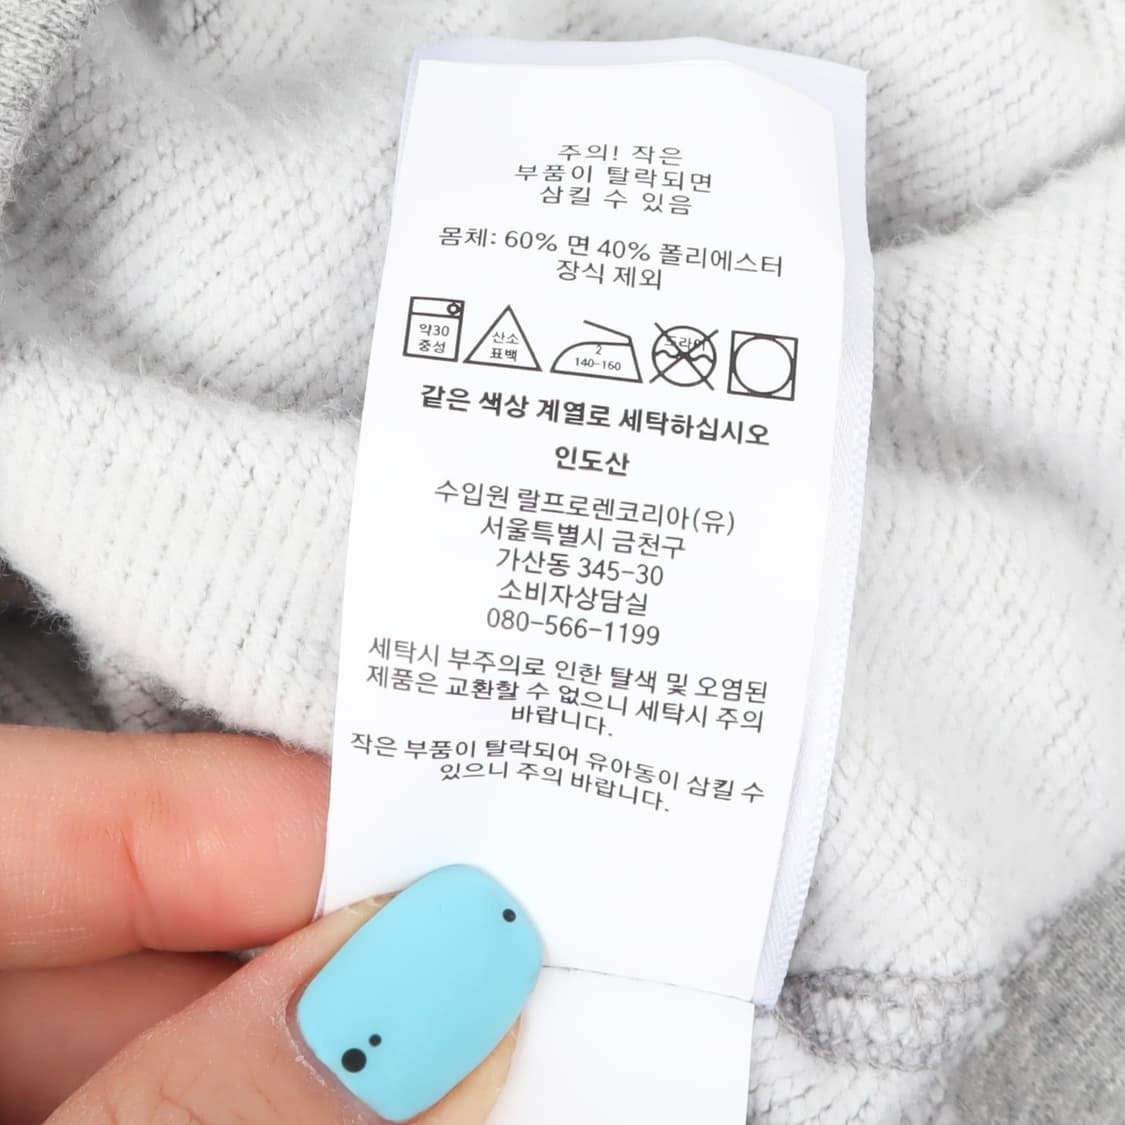 주의! 작은
부품이 탈락되면
삼킬 수 있음
몸체: 60% 면 40% 폴리에스터
장식 제외
약30
중성
산소
표백
2
140-160
드라이
같은 색상 계열로 세탁하십시오
인도산
수입원 랄프로렌코리아(유)
서울특별시 금천구
가산동 345-30
소비자상담실
080-566-1199
세탁시 부주의로 인한 탈색 및 오염된
제품은 교환할 수 없으니 세탁시 주의
바랍니다.
작은 부품이 탈락되어 유아동이 삼킬 수
있으니 주의 바랍니다.